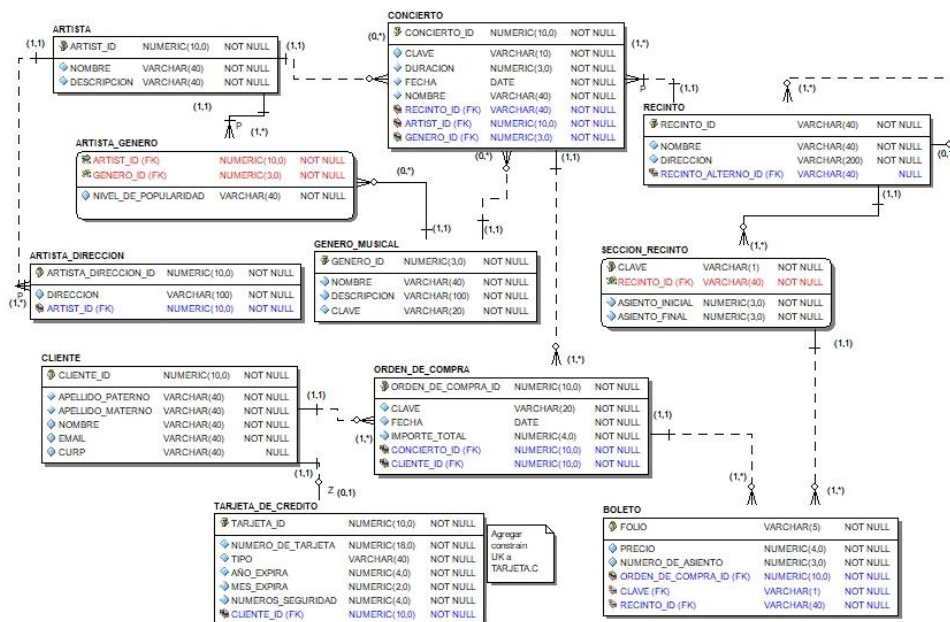 ARTISTA
ARTIST_ID NUMERIC(10,0) NOT NULL
NOMBRE VARCHAR(40) NOT NULL
DESCRIPCION VARCHAR(40) NOT NULL
(1,1)
(1,1)
(1,1)
P
(1,*)
CONCIERTO
CONCIERTO_ID NUMERIC(10,0) NOT NULL
CLAVE VARCHAR(10) NOT NULL
DURACION NUMERIC(3,0) NOT NULL
FECHA DATE NOT NULL
NOMBRE VARCHAR(40) NOT NULL
RECINTO_ID (FK) VARCHAR(40) NOT NULL
ARTIST_ID (FK) NUMERIC(10,0) NOT NULL
GENERO_ID (FK) NUMERIC(3,0) NOT NULL
(0,*)
(1,*)
P
(1,1)
(1,*)
(0,*)
(1,1)
RECINTO
RECINTO_ID VARCHAR(40) NOT NULL
NOMBRE VARCHAR(40) NOT NULL
DIRECCION VARCHAR(200) NOT NULL
RECINTO_ALTERNO_ID (FK) VARCHAR(40) NULL
(0,
(1,1)
(1,*)
ARTISTA_GENERO
ARTIST_ID (FK) NUMERIC(10,0) NOT NULL
GENERO_ID (FK) NUMERIC(3,0) NOT NULL
NIVEL_DE_POPULARIDAD VARCHAR(40) NOT NULL
(0,*)
(1,1)
(1,1)
GENERO_MUSICAL
GENERO_ID NUMERIC(3,0) NOT NULL
NOMBRE VARCHAR(40) NOT NULL
DESCRIPCION VARCHAR(100) NOT NULL
CLAVE VARCHAR(20) NOT NULL
ARTISTA_DIRECCION
ARTISTA_DIRECCION_ID NUMERIC(10,0) NOT NULL
DIRECCION VARCHAR(100) NOT NULL
ARTIST_ID (FK) NUMERIC(10,0) NOT NULL
P
(1,*)
SECCION_RECINTO
CLAVE VARCHAR(1) NOT NULL
RECINTO_ID (FK) VARCHAR(40) NOT NULL
ASIENTO_INICIAL NUMERIC(3,0) NOT NULL
ASIENTO_FINAL NUMERIC(3,0) NOT NULL
(1,1)
CLIENTE
CLIENTE_ID NUMERIC(10,0) NOT NULL
APELLIDO_PATERNO VARCHAR(40) NOT NULL
APELLIDO_MATERNO VARCHAR(40) NOT NULL
NOMBRE VARCHAR(40) NOT NULL
EMAIL VARCHAR(40) NOT NULL
CURP VARCHAR(40) NULL
(1,1)
(1,*)
(1,1)
Z (0,1)
ORDEN_DE_COMPRA
(1,*)
ORDEN_DE_COMPRA_ID NUMERIC(10,0) NOT NULL
CLAVE VARCHAR(20) NOT NULL
FECHA DATE NOT NULL
IMPORTE_TOTAL NUMERIC(4,0) NOT NULL
CONCIERTO_ID (FK) NUMERIC(10,0) NOT NULL
CLIENTE_ID (FK) NUMERIC(10,0) NOT NULL
(1,1)
(1,*)
(1,*)
TARJETA_DE_CREDITO
TARJETA_ID NUMERIC(10,0) NOT NULL
NUMERO_DE_TARJETA NUMERIC(18,0) NOT NULL
TIPO VARCHAR(40) NOT NULL
AÑO_EXPIRA NUMERIC(4,0) NOT NULL
MES_EXPIRA NUMERIC(2,0) NOT NULL
NUMEROS_SEGURIDAD NUMERIC(4,0) NOT NULL
CLIENTE_ID (FK) NUMERIC(10,0) NOT NULL
Agregar
constrain
UK a
TARJETA.C
BOLETO
FOLIO VARCHAR(5) NOT NULL
PRECIO NUMERIC(4,0) NOT NULL
NUMERO_DE_ASIENTO NUMERIC(3,0) NOT NULL
ORDEN_DE_COMPRA_ID (FK) NUMERIC(10,0) NOT NULL
CLAVE (FK) VARCHAR(1) NOT NULL
RECINTO_ID (FK) VARCHAR(40) NOT NULL